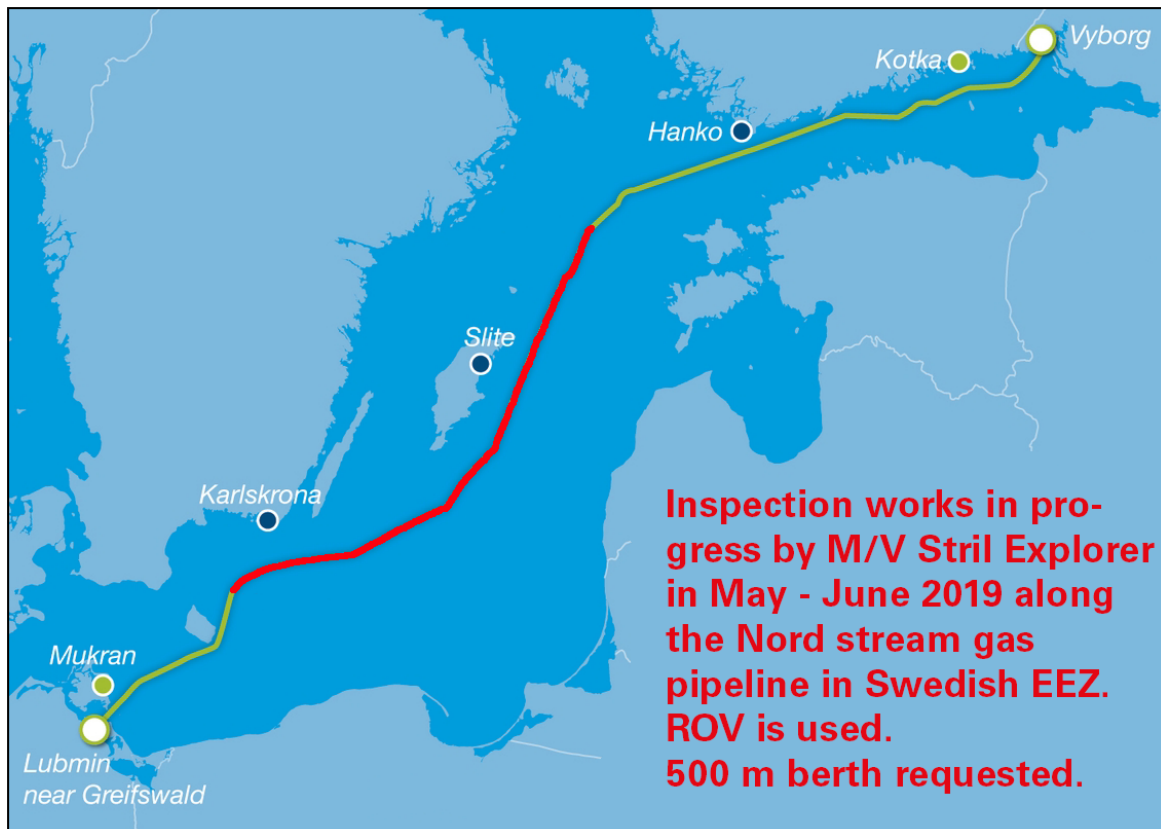 Vyborg
Kotka
Hanko
Slite
Karlskrona
Mukran
Lubmin
near Greifswald
Inspection works in pro-
gress by M/V Stril Explorer
in May - June 2019 along
the Nord stream gas
pipeline in Swedish EEZ.
ROV is used.
500 m berth requested.